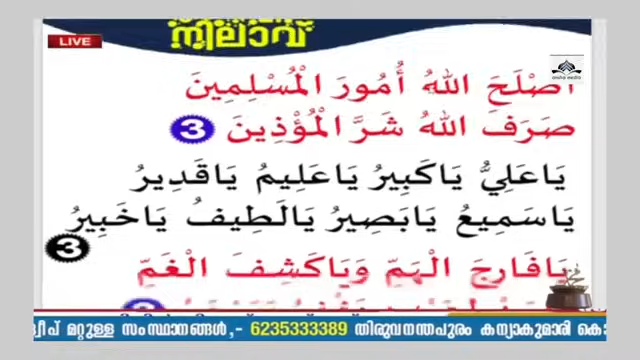 നിലാവ്
LIVE
أَصْلَحَ اللهُ أُمُورَ الْمُسْلِمِينَ
صَرَفَ اللهُ شَرَّ الْمُؤْذِينَ 3
يَاعَلِيُّ يَاكَبِيرُ يَاعَلِيمُ يَاقَدِيرُ
يَاسَمِيعُ يَابَصِيرُ يَالَطِيفُ يَاخَبِيرُ 3
يَافَارِجَ الْهَمِّ وَيَاكَشِفَ الْغَمِّ
മറ്റുള്ള സംസ്ഥാനങ്ങൾ,- 6235333389 തിരുവനന്തപുരം കന്യാകുമാരി